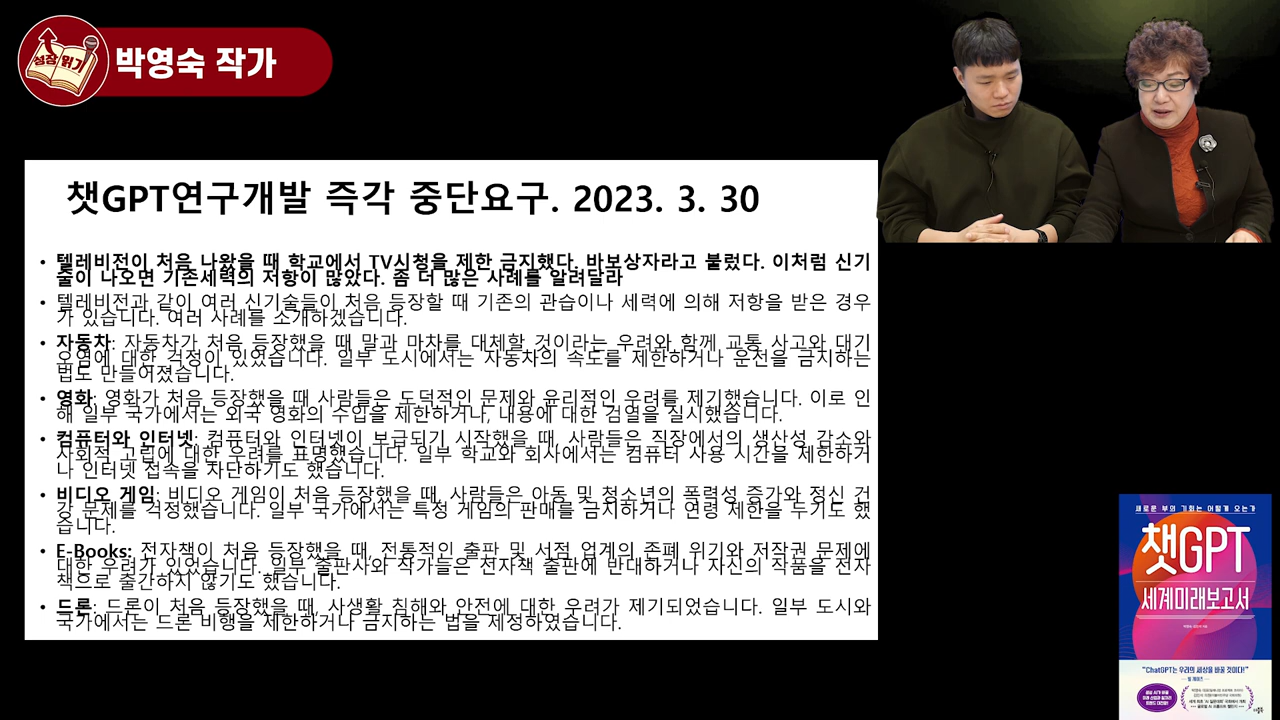 성장 읽기
박영숙 작가
챗GPT연구개발 즉각 중단요구. 2023. 3. 30
• 텔레비전이 처음 나왔을 때 학교에서 TV시청을 제한 금지했다. 바보상자라고 불렀다. 이처럼 신기
술이 나오면 기존세력의 저항이 많았다. 좀 더 많은 사례를 알려달라
• 텔레비전과 같이 여러 신기술들이 처음 등장할 때 기존의 관습이나 세력에 의해 저항을 받은 경우
가 있습니다. 여러 사례를 소개하겠습니다.
• 자동차: 자동차가 처음 등장했을 때 말과 마차를 대체할 것이라는 우려와 함께 교통 사고와 대기
오염에 대한 걱정이 있었습니다. 일부 도시에서는 자동차의 속도를 제한하거나 운전을 금지하는
법도 만들어졌습니다.
• 영화: 영화가 처음 등장했을 때 사람들은 도덕적인 문제와 윤리적인 우려를 제기했습니다. 이로 인
해 일부 국가에서는 외국 영화의 수입을 제한하거나, 내용에 대한 검열을 실시했습니다.
• 컴퓨터와 인터넷: 컴퓨터와 인터넷이 보급되기 시작했을 때, 사람들은 직장에서의 생산성 감소와
사회적 고립에 대한 우려를 표명했습니다. 일부 학교와 회사에서는 컴퓨터 사용 시간을 제한하거
나 인터넷 접속을 차단하기도 했습니다.
• 비디오 게임: 비디오 게임이 처음 등장했을 때, 사람들은 아동 및 청소년의 폭력성 증가와 정신 건
강 문제를 걱정했습니다. 일부 국가에서는 특정 게임의 판매를 금지하거나 연령 제한을 두기도 했
습니다.
• E-Books: 전자책이 처음 등장했을 때, 전통적인 출판 및 서점 업계의 존폐 위기와 저작권 문제에
대한 우려가 있었습니다. 일부 출판사와 작가들은 전자책 출판에 반대하거나 자신의 작품을 전자
책으로 출간하지 않기도 했습니다.
• 드론: 드론이 처음 등장했을 때, 사생활 침해와 안전에 대한 우려가 제기되었습니다. 일부 도시와
국가에서는 드론 비행을 제한하거나 금지하는 법을 제정하였습니다.
새로운 부의 기회는 어떻게 오는가
챗GPT
세계미래보고서
"ChatGPT는 우리의 세상을 바꿀 것이다!"